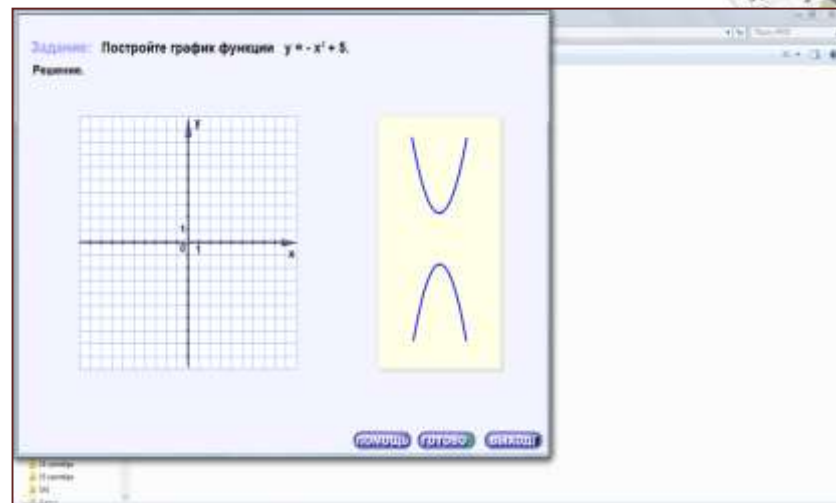 Задание: Постройте график функции y = - x² + 5.
Решение.
y
1
0 1
x
ПОМОЩЬ ГОТОВО ВЫХОД